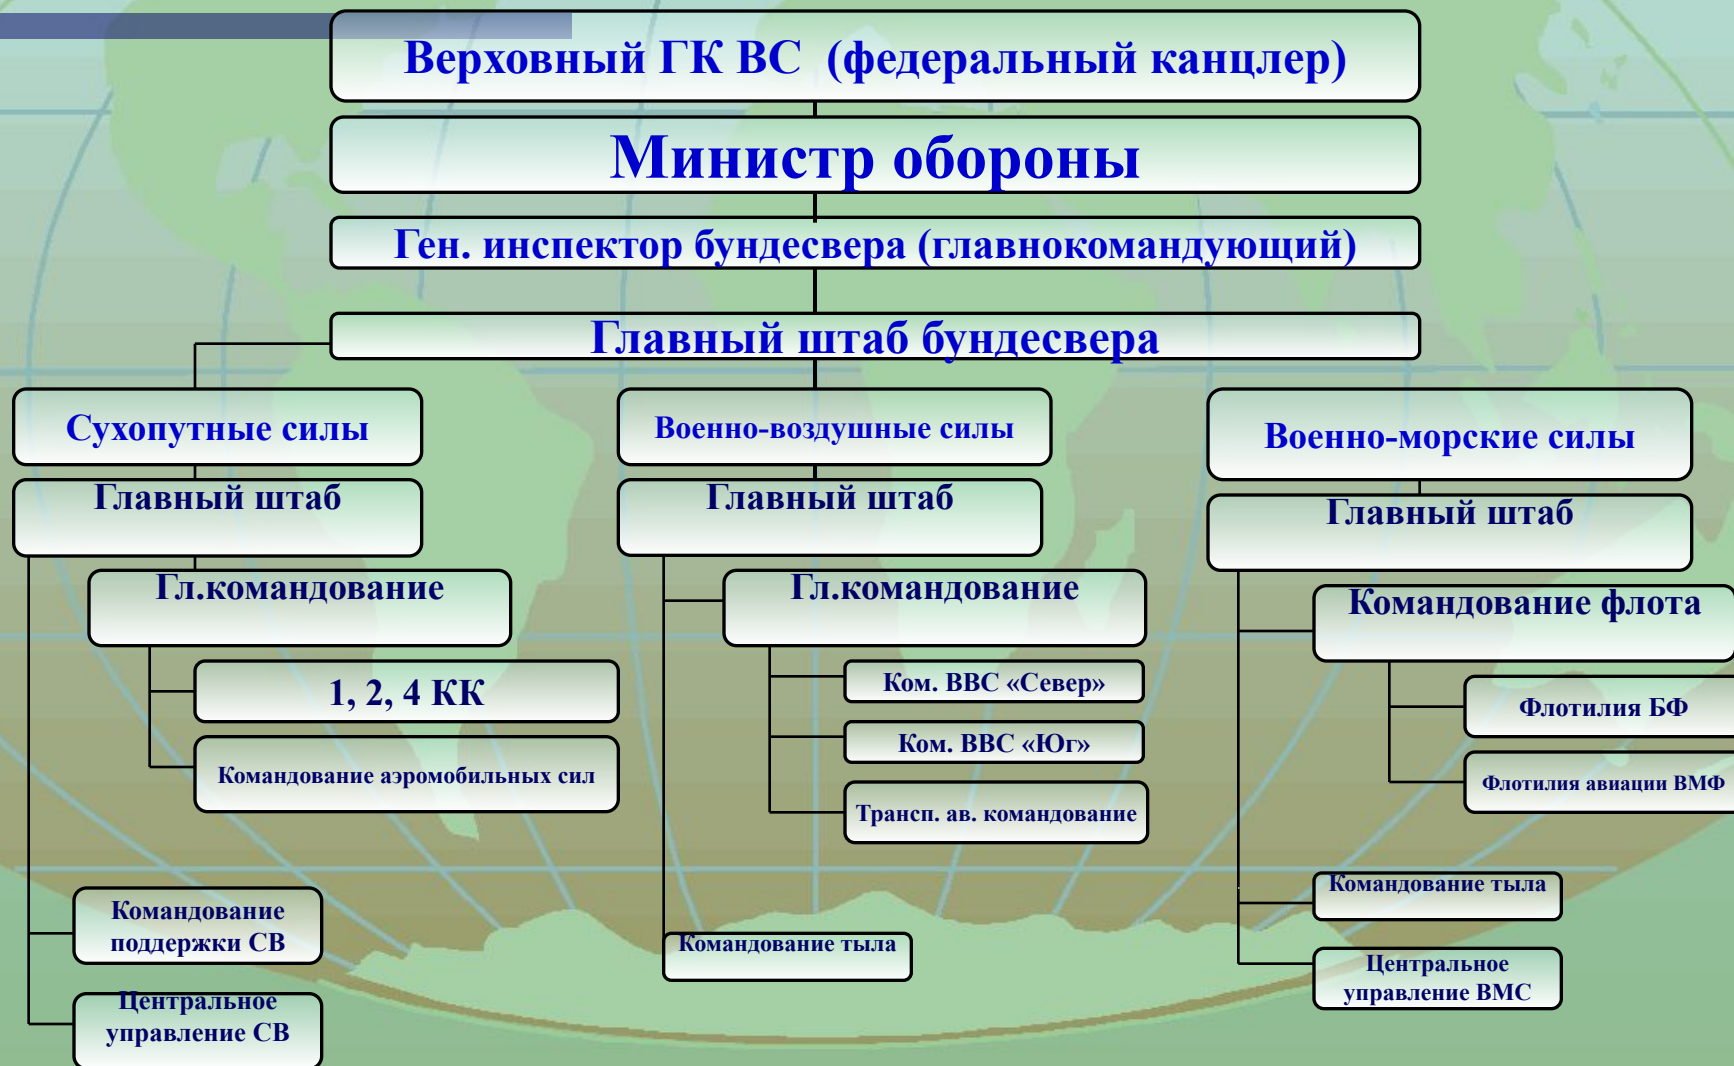 Верховный ГК ВС (федеральный канцлер)
Министр обороны
Ген. инспектор бундесвера (главнокомандующий)
Главный штаб бундесвера
Сухопутные силы
Главный штаб
Гл.командование
1, 2, 4 КК
Командование аэромобильных сил
Командование
поддержки СВ
Центральное
управление СВ
Военно-воздушные силы
Главный штаб
Гл.командование
Ком. ВВС «Север»
Ком. ВВС «Юг»
Трансп. ав. командование
Командование тыла
Военно-морские силы
Главный штаб
Командование флота
Флотилия БФ
Флотилия авиации ВМФ
Командование тыла
Центральное
управление ВМС